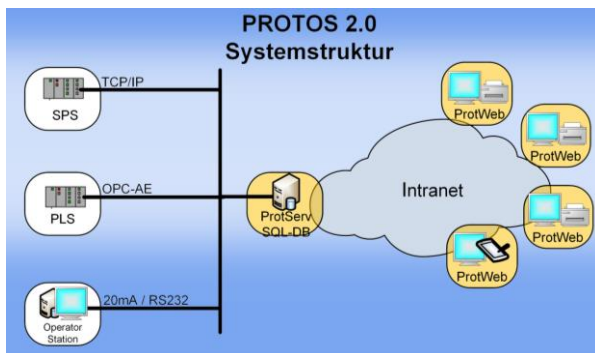 PROTOS 2.0
Systemstruktur
TCP/IP
SPS
OPC-AE
PLS
20mA / RS232
Operator
Station
ProtServ
SQL-DB
Intranet
ProtWeb
ProtWeb
ProtWeb
ProtWeb